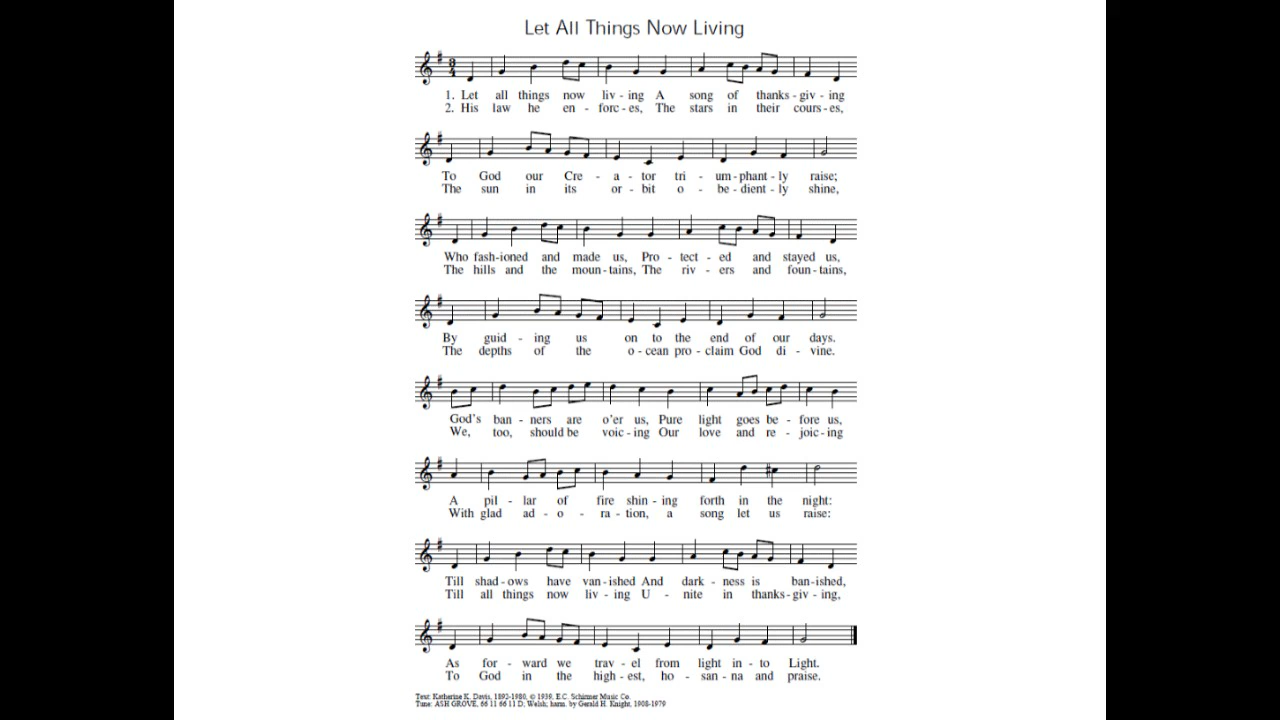 Let All Things Now Living
1. Let all things now liv - ing A song of thanks - giv - ing
2. His law he en - forc - es, The stars in their cours - es,
To God our Cre - a - tor tri - um - phant - ly raise;
The sun in its or - bit o - be - dient - ly shine,
Who fash - ioned and made us, Pro - tect - ed and stayed us,
The hills and the moun - tains, The riv - ers and foun - tains,
By guid - ing us on to the end of our days.
The depths of the o - cean pro - claim God di - vine.
God's ban - ners are o'er us, Pure light goes be - fore us,
We, too, should be voic - ing Our love and re - joic - ing
A pil - lar of fire shin - ing forth in the night:
With glad ad - o - ra - tion, a song let us raise:
Till shad - ows have van - ished And dark - ness is ban - ished,
Till all things now liv - ing U - nite in thanks - giv - ing,
As for - ward we trav - el from light in - to Light.
To God in the high - est, ho - san - na and praise.
Text: Katherine K. Davis, 1892-1980, © 1939, E.C. Schirmer Music Co.
Tune: ASH GROVE, 66 11 66 11 D; Welsh; harm. by Gerald H. Knight, 1908-1979